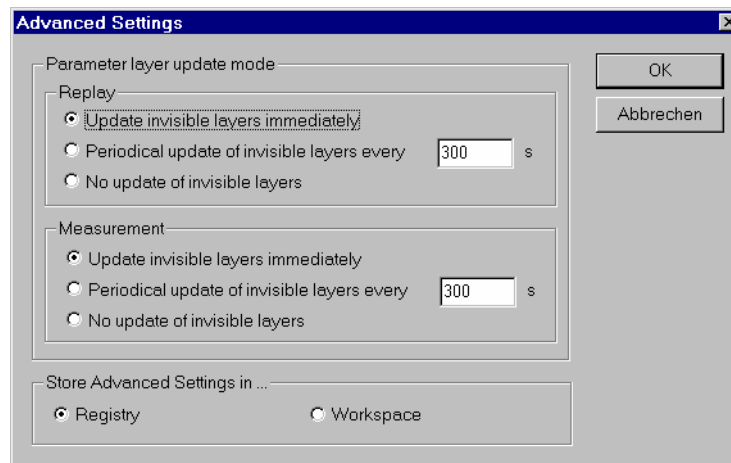 Advanced Settings
Parameter layer update mode
Replay
Update invisible layers immediately
Periodical update of invisible layers every 300 s
No update of invisible layers
Measurement
Update invisible layers immediately
Periodical update of invisible layers every 300 s
No update of invisible layers
Store Advanced Settings in ...
Registry Workspace
OK
Abbrechen